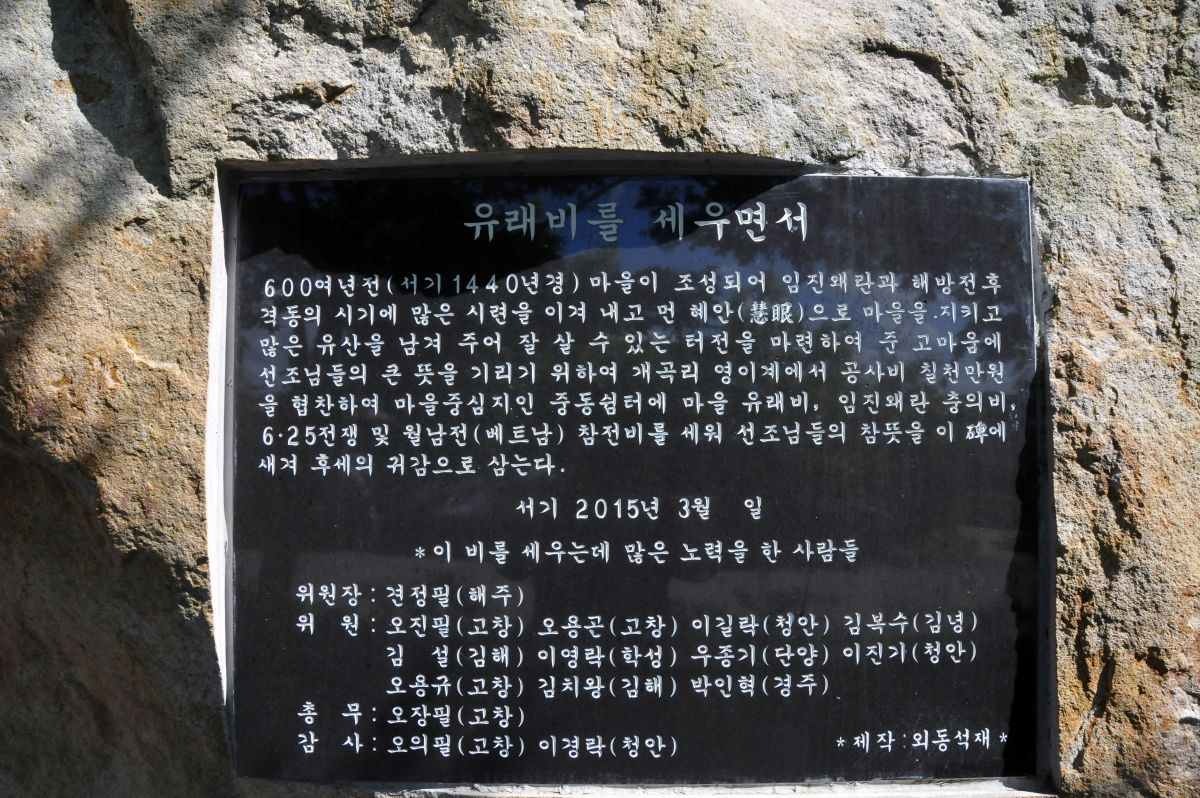 유래비를 세우면서
600여년전(서기1440년경) 마을이 조성되어 임진왜란과 해방전후
격동의 시기에 많은 시련을 이겨 내고 먼 혜안(慧眼)으로 마을을 지키고
많은 유산을 남겨 주어 잘 살 수 있는 터전을 마련하여 준 고마움에
선조님들의 큰 뜻을 기리기 위하여 개곡리 영이계에서 공사비 칠천만원
을 협찬하여 마을중심지인 중동쉼터에 마을 유래비, 임진왜란 충의비,
6·25전쟁 및 월남전(베트남) 참전비를 세워 선조님들의 참뜻을 이 碑에
새겨 후세의 귀감으로 삼는다.
서기 2015년 3월 일
*이 비를 세우는데 많은 노력을 한 사람들
위원장:견정필(해주)
위 원:오진필(고창) 오용곤(고창) 이길락(청안) 김복수(김녕)
김 설(김해) 이영락(학성) 우종기(단양) 이진기(청안)
오용규(고창) 김치왕(김해) 박인혁(경주)
총 무:오장필(고창)
감 사:오의필(고창) 이경락(청안)
*제작:외동석재*